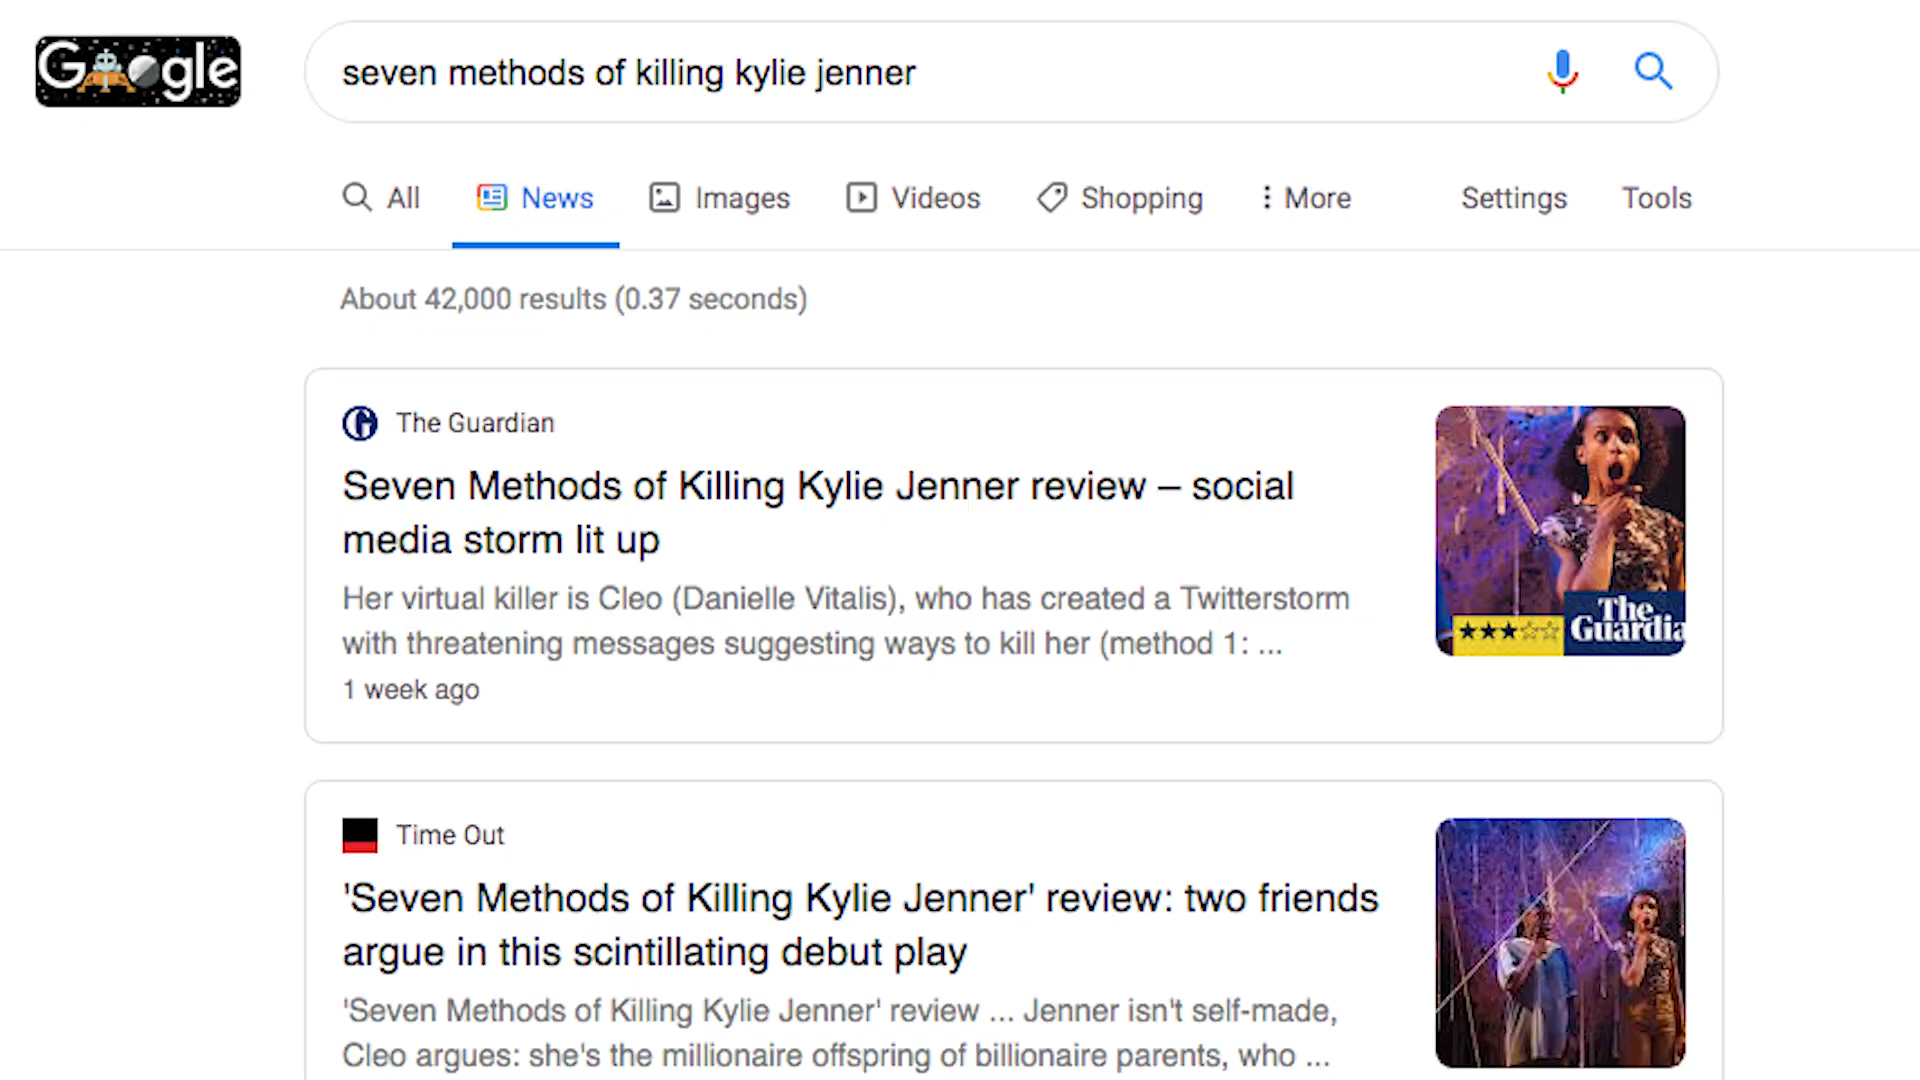 Google
seven methods of killing kylie jenner
All
News
Images
Videos
Shopping
More
Settings
Tools
About 42,000 results (0.37 seconds)
The Guardian
Seven Methods of Killing Kylie Jenner review – social
media storm lit up
Her virtual killer is Cleo (Danielle Vitalis), who has created a Twitterstorm
with threatening messages suggesting ways to kill her (method 1: ...
1 week ago
The
Guardia
Time Out
'Seven Methods of Killing Kylie Jenner' review: two friends
argue in this scintillating debut play
'Seven Methods of Killing Kylie Jenner' review ... Jenner isn't self-made,
Cleo argues: she's the millionaire offspring of billionaire parents, who ...